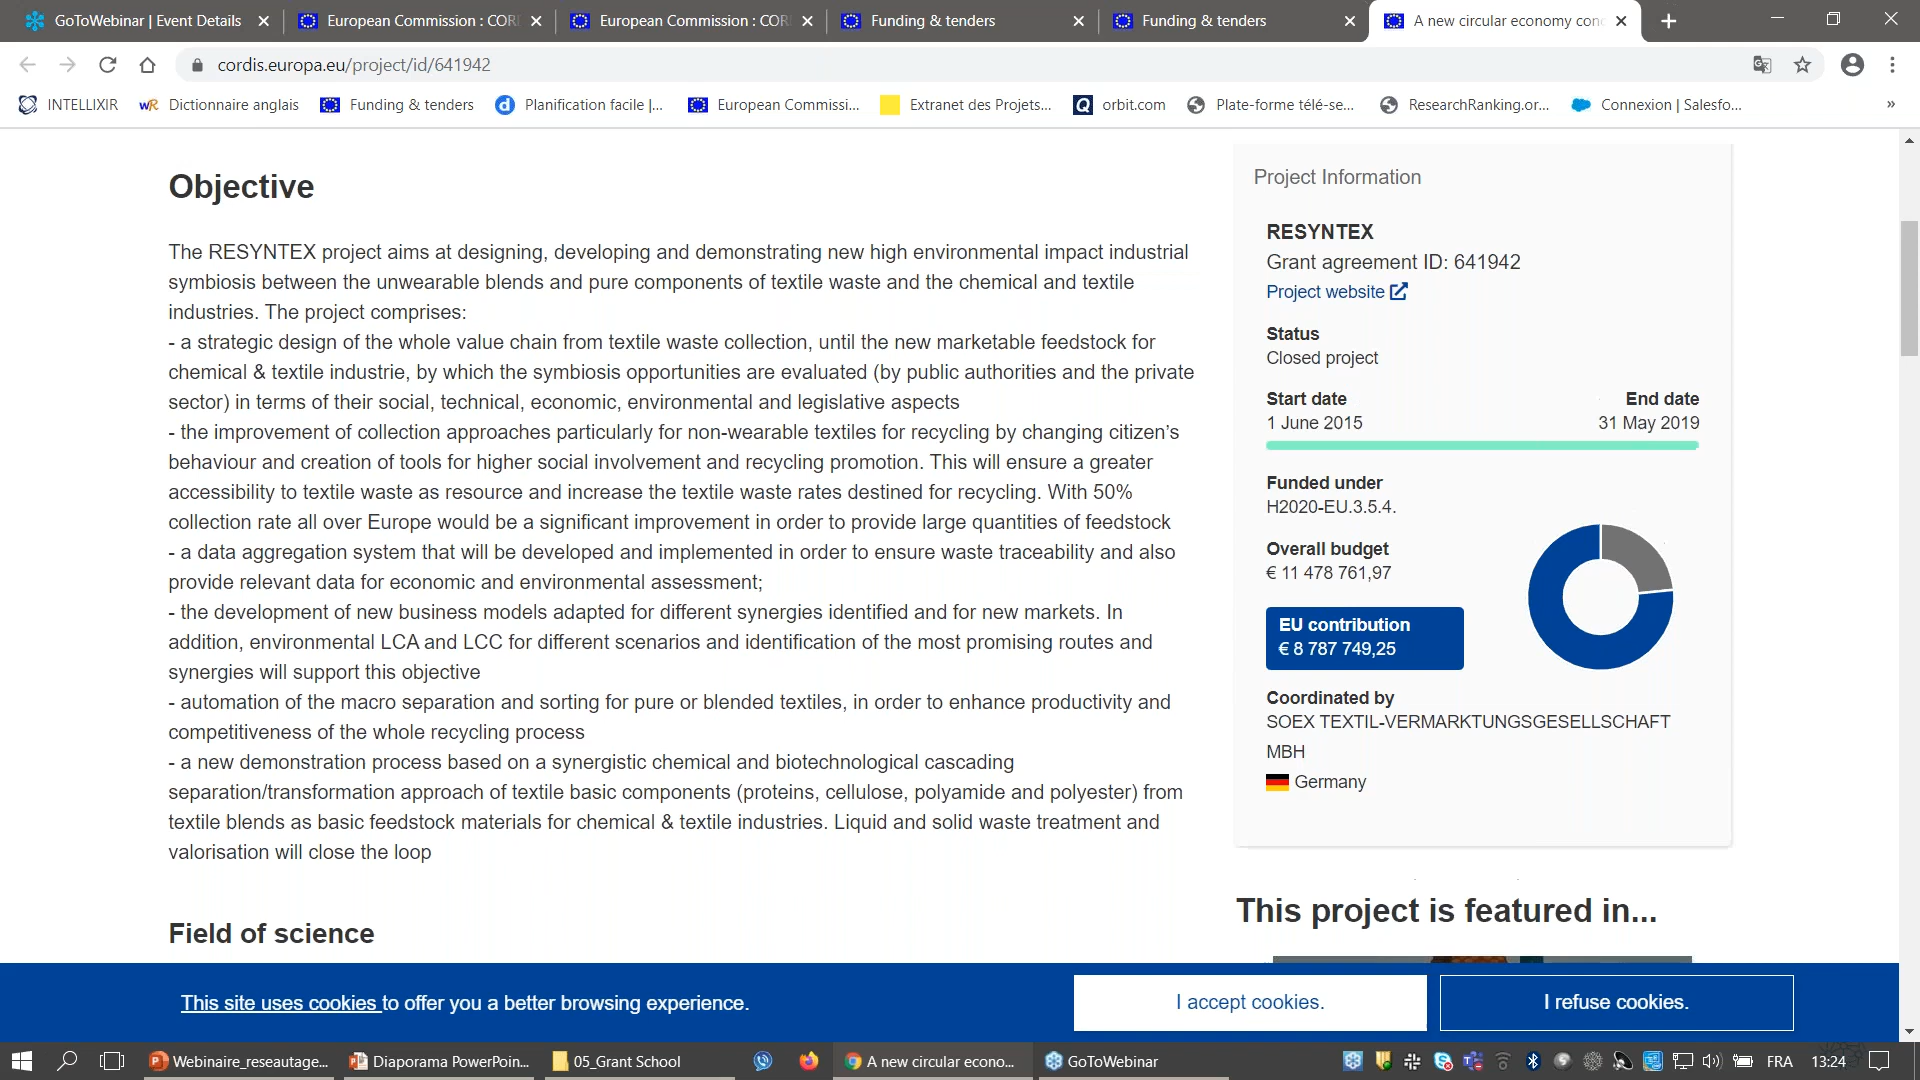 GoToWebinar | Event Details
European Commission : COR
European Commission : COR
Funding & tenders
Funding & tenders
A new circular economy con
cordis.europa.eu/project/id/641942
INTELLIXIR
Dictionnaire anglais
Funding & tenders
Planification facile |...
European Commissi...
Extranet des Projets...
orbit.com
Plate-forme télé-se...
ResearchRanking.or...
Connexion | Salesfo...
»
Objective
The RESYNTEX project aims at designing, developing and demonstrating new high environmental impact industrial
symbiosis between the unwearable blends and pure components of textile waste and the chemical and textile
industries. The project comprises:
- a strategic design of the whole value chain from textile waste collection, until the new marketable feedstock for
chemical & textile industrie, by which the symbiosis opportunities are evaluated (by public authorities and the private
sector) in terms of their social, technical, economic, environmental and legislative aspects
- the improvement of collection approaches particularly for non-wearable textiles for recycling by changing citizen’s
behaviour and creation of tools for higher social involvement and recycling promotion. This will ensure a greater
accessibility to textile waste as resource and increase the textile waste rates destined for recycling. With 50%
collection rate all over Europe would be a significant improvement in order to provide large quantities of feedstock
- a data aggregation system that will be developed and implemented in order to ensure waste traceability and also
provide relevant data for economic and environmental assessment;
- the development of new business models adapted for different synergies identified and for new markets. In
addition, environmental LCA and LCC for different scenarios and identification of the most promising routes and
synergies will support this objective
- automation of the macro separation and sorting for pure or blended textiles, in order to enhance productivity and
competitiveness of the whole recycling process
- a new demonstration process based on a synergistic chemical and biotechnological cascading
separation/transformation approach of textile basic components (proteins, cellulose, polyamide and polyester) from
textile blends as basic feedstock materials for chemical & textile industries. Liquid and solid waste treatment and
valorisation will close the loop
Field of science
Project Information
RESYNTEX
Grant agreement ID: 641942
Project website
Status
Closed project
Start date
1 June 2015
End date
31 May 2019
Funded under
H2020-EU.3.5.4.
Overall budget
€ 11 478 761,97
EU contribution
€ 8 787 749,25
Coordinated by
SOEX TEXTIL-VERMARKTUNGSGESELLSCHAFT
MBH
Germany
This project is featured in...
This site uses cookies to offer you a better browsing experience.
I accept cookies.
I refuse cookies.
Webinaire_reseautage...
Diaporama PowerPoin...
05_Grant School
A new circular econo...
GoToWebinar
FRA
13:24